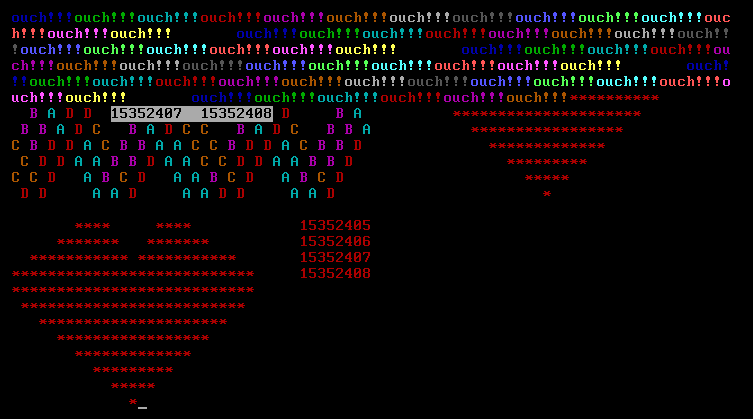 ouch!!!ouch!!!ouch!!!ouch!!!ouch!!!ouch!!!ouch!!!ouch!!!ouch!!!ouch!!!ouch!!!ouc
h!!!ouch!!!ouch!!!       ouch!!!ouch!!!ouch!!!ouch!!!ouch!!!ouch!!!ouch!!!ouch!!
!ouch!!!ouch!!!ouch!!!ouch!!!ouch!!!ouch!!!       ouch!!!ouch!!!ouch!!!ouch!!!ou
ch!!!ouch!!!ouch!!!ouch!!!ouch!!!ouch!!!ouch!!!ouch!!!ouch!!!ouch!!!       ouch!
!!ouch!!!ouch!!!ouch!!!ouch!!!ouch!!!ouch!!!ouch!!!ouch!!!ouch!!!ouch!!!ouch!!!o
uch!!!ouch!!!       ouch!!!ouch!!!ouch!!!ouch!!!ouch!!!ouch!!!**********
B A D D  15352407  15352408 D     B A         *********************
B B A D C   B A D C C   B A D C   B B A           *****************
C B D D A C B B A D D C B B D A C B B D             *************
C D D A A B B D D A A C C D D A A B B D               *********
C C D   A B C D   A A B C D   A B C D                    *****
D D     A A D     A A D D     A A D                        *
****     ****            15352405
*******   *******          15352406
*********** ***********       15352407
***************************     15352408
***************************
*************************
*********************
*****************
*************
*********
*****
*_